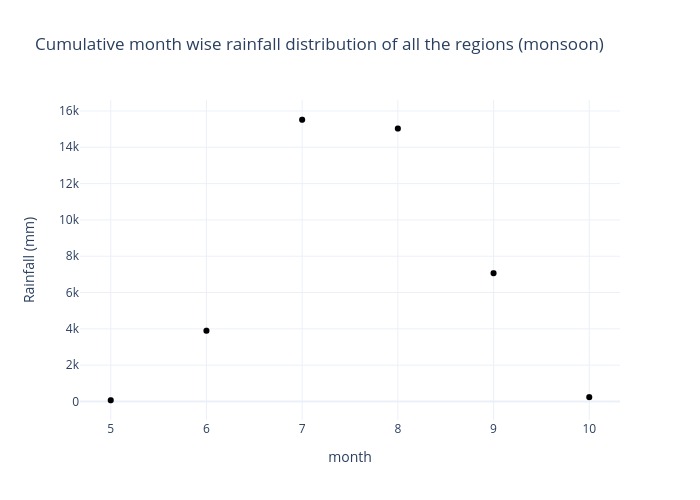 Cumulative month wise rainfall distribution of all the regions (monsoon)
16k
14k
12k
10k
8k
6k
4k
2k
0
Rainfall (mm)
5 6 7 8 9 10
month